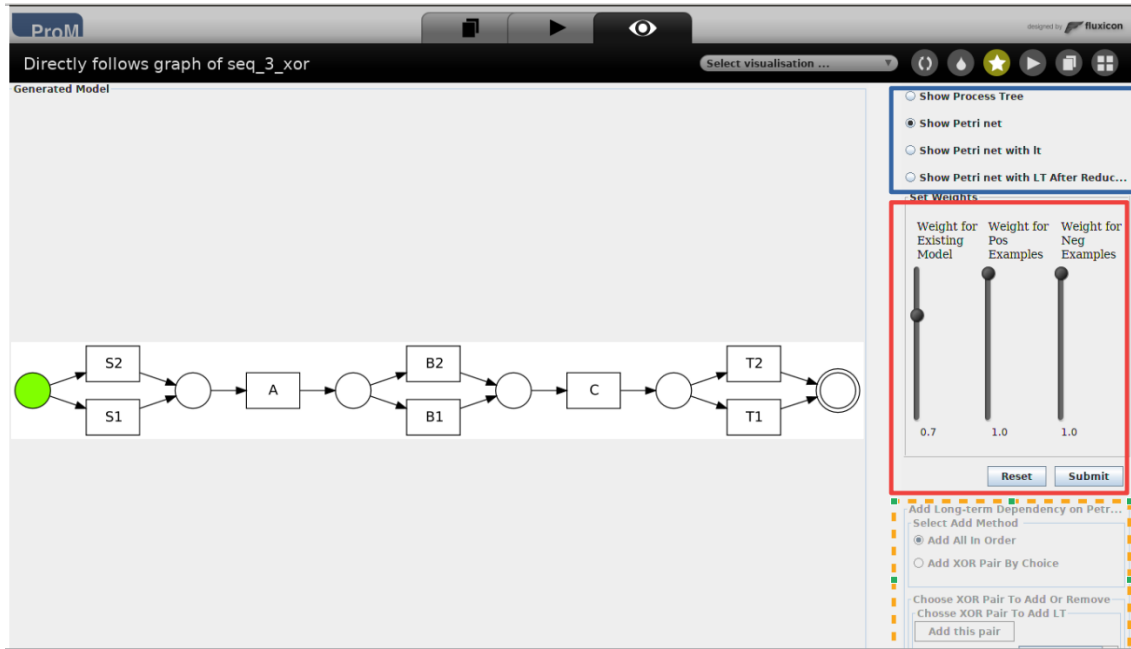 ProM
designed by fluxicon
Directly follows graph of seq_3_xor
Select visualisation ...
Generated Model
Show Process Tree
Show Petri net
Show Petri net with lt
Show Petri net with LT After Reduc...
Set Weights
Weight for Existing Model
Weight for Pos Examples
Weight for Neg Examples
S2
B2
T2
A
C
S1
B1
T1
0.7
1.0
1.0
Reset
Submit
Add Long-term Dependency on Petr...
Select Add Method
Add All In Order
Add XOR Pair By Choice
Choose XOR Pair To Add Or Remove
Chosse XOR Pair To Add LT
Add this pair